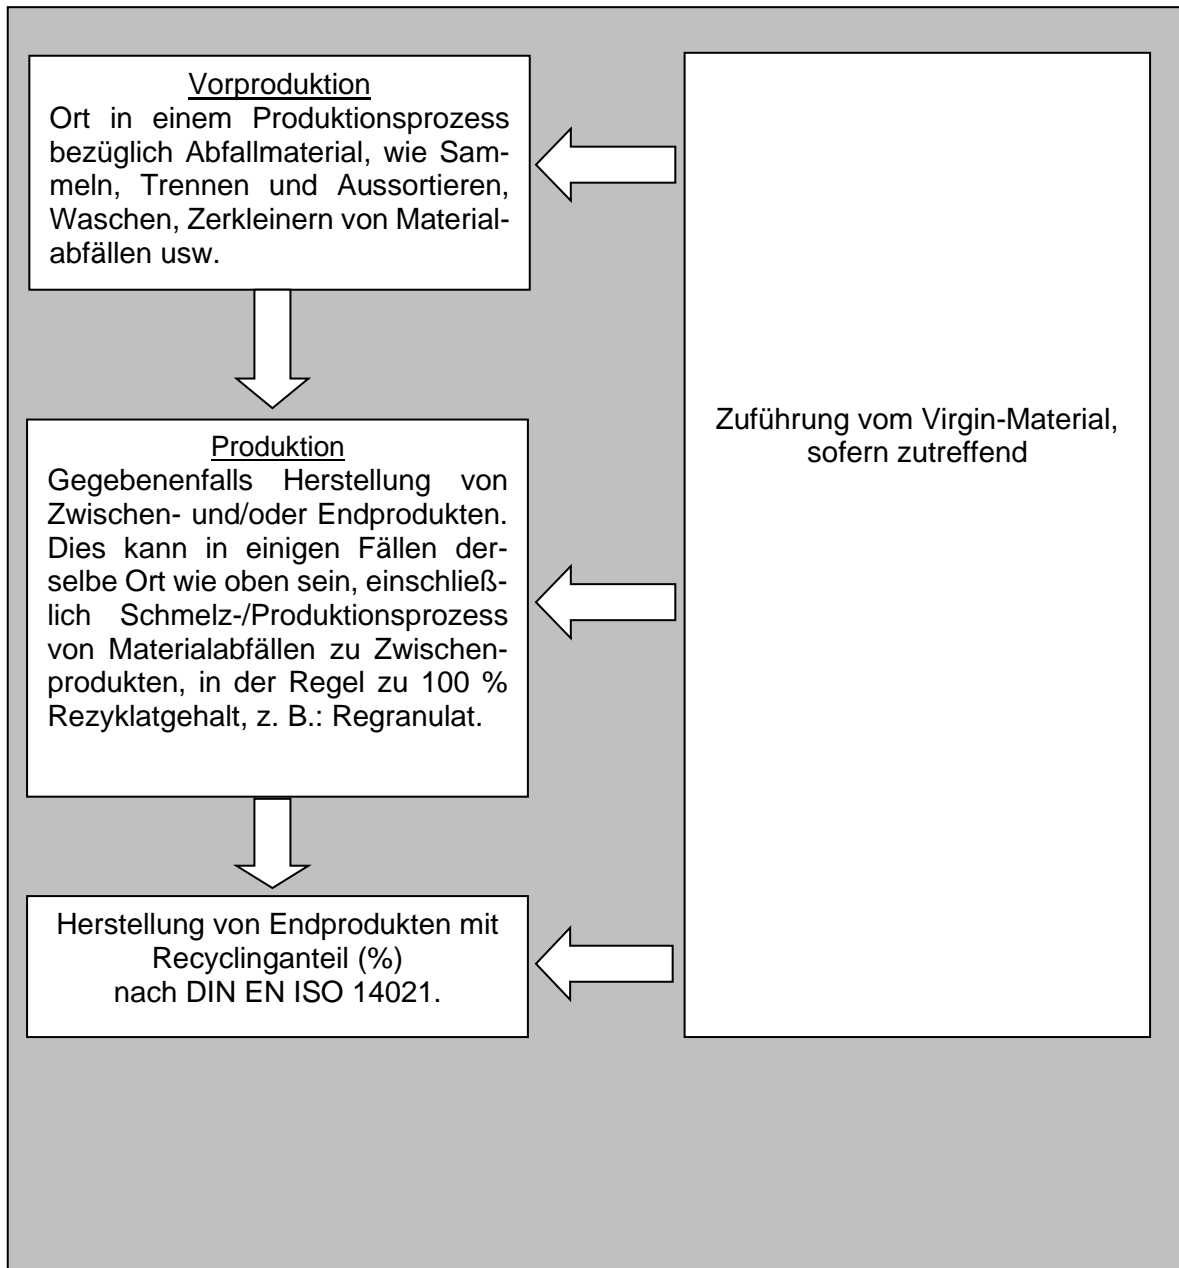 Vorproduktion
Ort in einem Produktionsprozess
bezüglich Abfallmaterial, wie Sam-
meln, Trennen und Aussortieren,
Waschen, Zerkleinern von Material-
abfällen usw.
Produktion
Gegebenenfalls Herstellung von
Zwischen- und/oder Endprodukten.
Dies kann in einigen Fällen der-
selbe Ort wie oben sein, einschließ-
lich Schmelz-/Produktionsprozess
von Materialabfällen zu Zwischen-
produkten, in der Regel zu 100 %
Rezyklatgehalt, z. B.: Regranulat.
Herstellung von Endprodukten mit
Recyclinganteil (%)
nach DIN EN ISO 14021.
Zuführung vom Virgin-Material,
sofern zutreffend